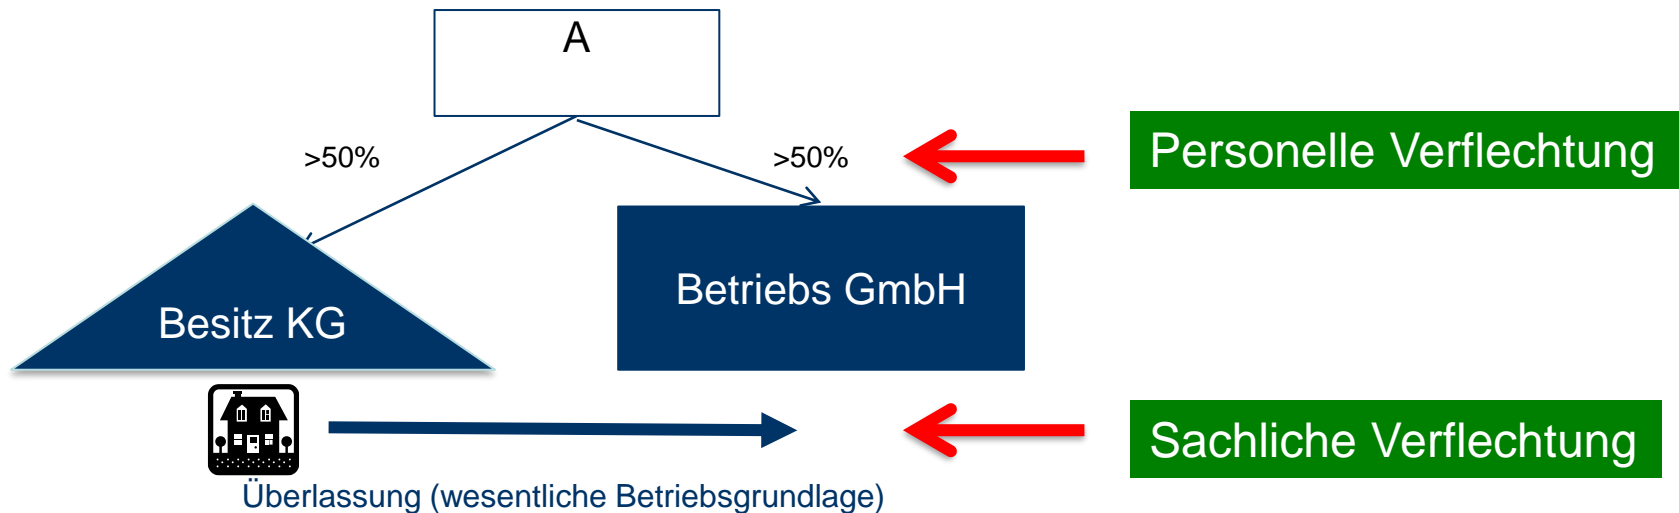 A
>50%
>50%
Personelle Verflechtung
Besitz KG
Betriebs GmbH
Sachliche Verflechtung
Überlassung (wesentliche Betriebsgrundlage)